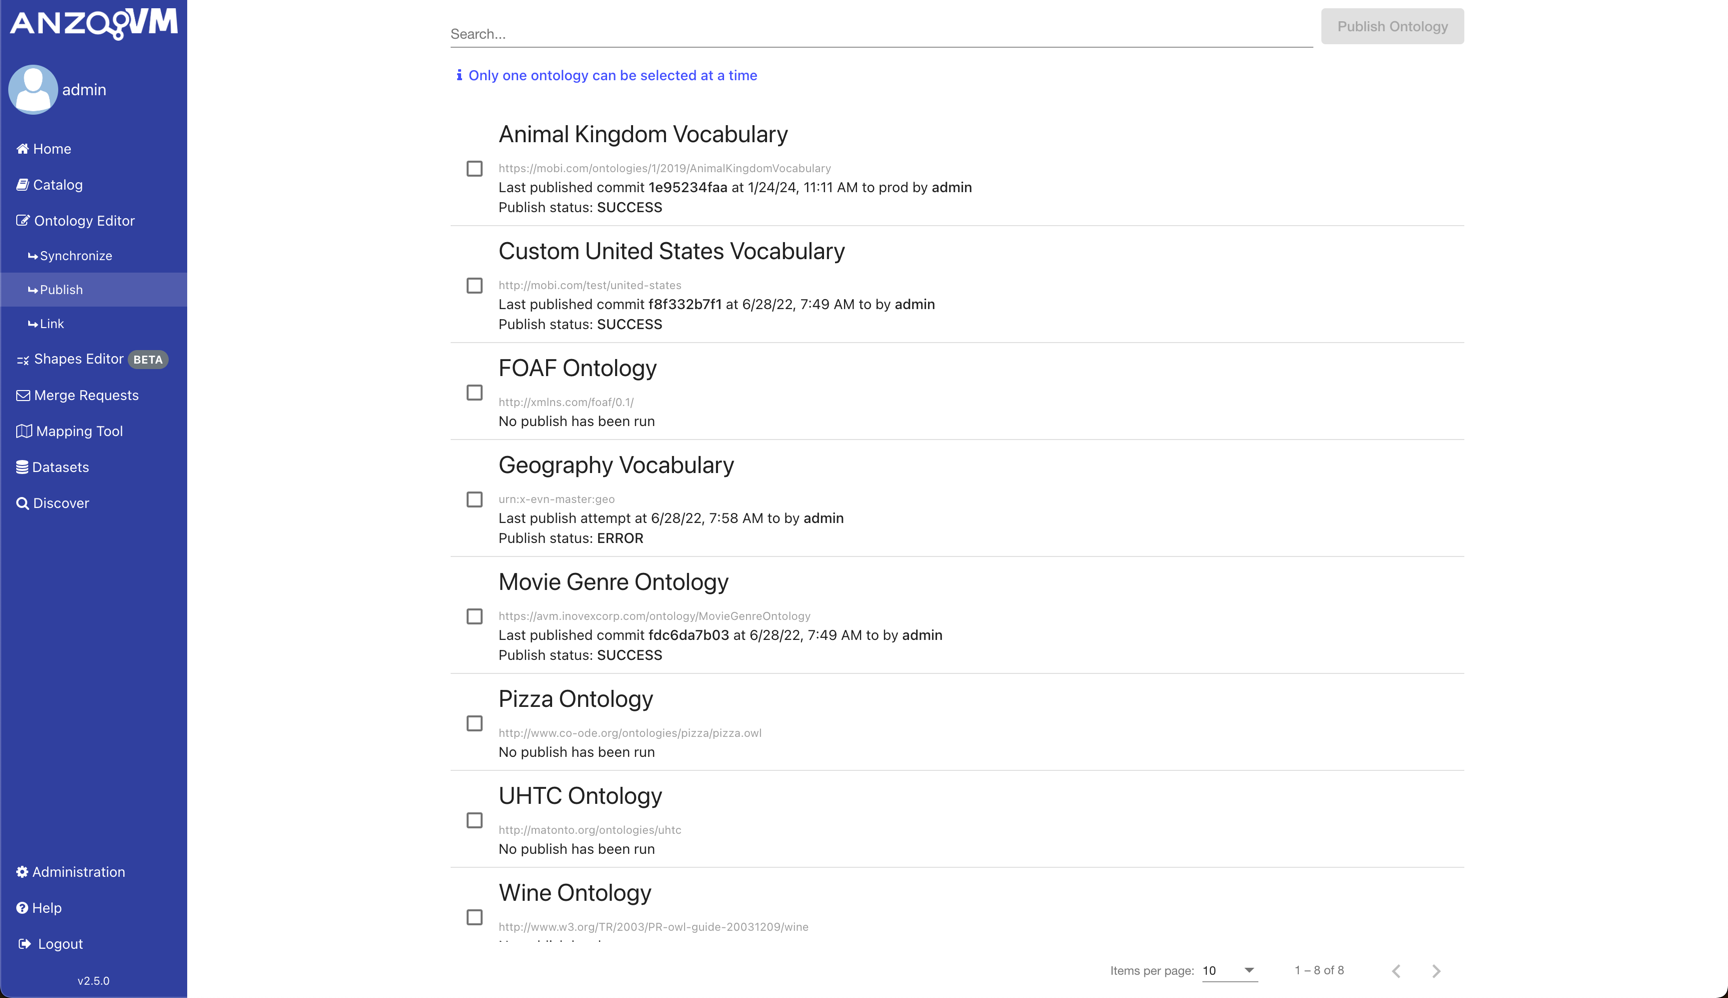 ANZOVM
admin
Home
Catalog
Ontology Editor
Synchronize
Publish
Link
Shapes Editor BETA
Merge Requests
Mapping Tool
Datasets
Discover
Administration
Help
Logout
v2.5.0
Search...
Publish Ontology
Only one ontology can be selected at a time
Animal Kingdom Vocabulary
https://mobi.com/ontologies/1/2019/AnimalKingdomVocabulary
Last published commit 1e95234faa at 1/24/24, 11:11 AM to prod by admin
Publish status: SUCCESS
Custom United States Vocabulary
http://mobi.com/test/united-states
Last published commit f8f332b7f1 at 6/28/22, 7:49 AM to by admin
Publish status: SUCCESS
FOAF Ontology
http://xmlns.com/foaf/0.1/
No publish has been run
Geography Vocabulary
urn:x-evn-master:geo
Last publish attempt at 6/28/22, 7:58 AM to by admin
Publish status: ERROR
Movie Genre Ontology
https://avm.inovexcorp.com/ontology/MovieGenreOntology
Last published commit fdc6da7b03 at 6/28/22, 7:49 AM to by admin
Publish status: SUCCESS
Pizza Ontology
http://www.co-ode.org/ontologies/pizza/pizza.owl
No publish has been run
UHTC Ontology
http://matonto.org/ontologies/uhtc
No publish has been run
Wine Ontology
http://www.w3.org/TR/2003/PR-owl-guide-20031209/wine
Items per page: 10
1 – 8 of 8